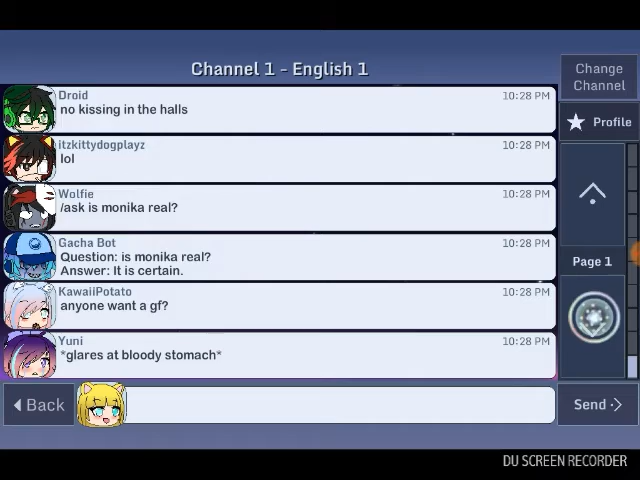 Channel 1 - English 1
Change
Channel
Droid
10:28 PM
no kissing in the halls
Profile
itzkittydogplayz
10:28 PM
lol
Wolfie
10:28 PM
/ask is monika real?
Gacha Bot
10:28 PM
Question: is monika real?
Answer: It is certain.
Page 1
KawaiiPotato
10:28 PM
anyone want a gf?
Yuni
10:28 PM
*glares at bloody stomach*
Back
Send
DU SCREEN RECORDER